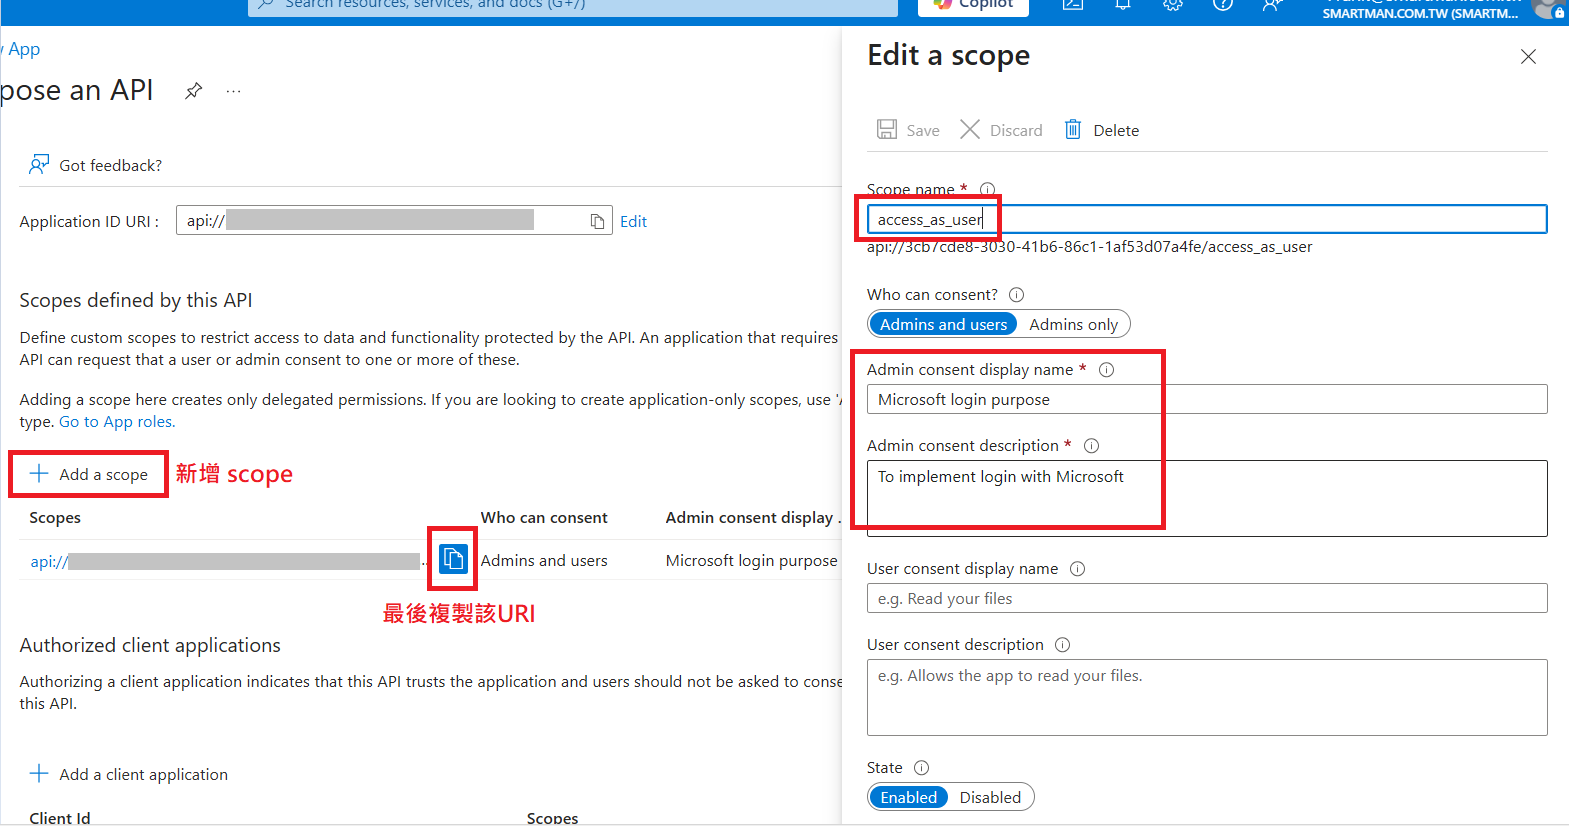 Search resources, services, and docs (G+/)
Copilot
SMARTMAN.COM.TW (SMARTM...
App
pose an API
...
Got feedback?
Application ID URI :
api://
Edit
Scopes defined by this API
Define custom scopes to restrict access to data and functionality protected by the API. An application that requires
API can request that a user or admin consent to one or more of these.
Adding a scope here creates only delegated permissions. If you are looking to create application-only scopes, use
type. Go to App roles.
Add a scope
新增 scope
Scopes
Who can consent
Admin consent display ...
api://
Admins and users
Microsoft login purpose
最後複製該URI
Authorized client applications
Authorizing a client application indicates that this API trusts the application and users should not be asked to conse
this API.
Add a client application
Client Id
Scopes
Edit a scope
Save
Discard
Delete
Scope name *
access_as_user
api://3cb7cde8-3030-41b6-86c1-1af53d07a4fe/access_as_user
Who can consent?
Admins and users
Admins only
Admin consent display name *
Microsoft login purpose
Admin consent description *
To implement login with Microsoft
User consent display name
e.g. Read your files
User consent description
e.g. Allows the app to read your files.
State
Enabled
Disabled